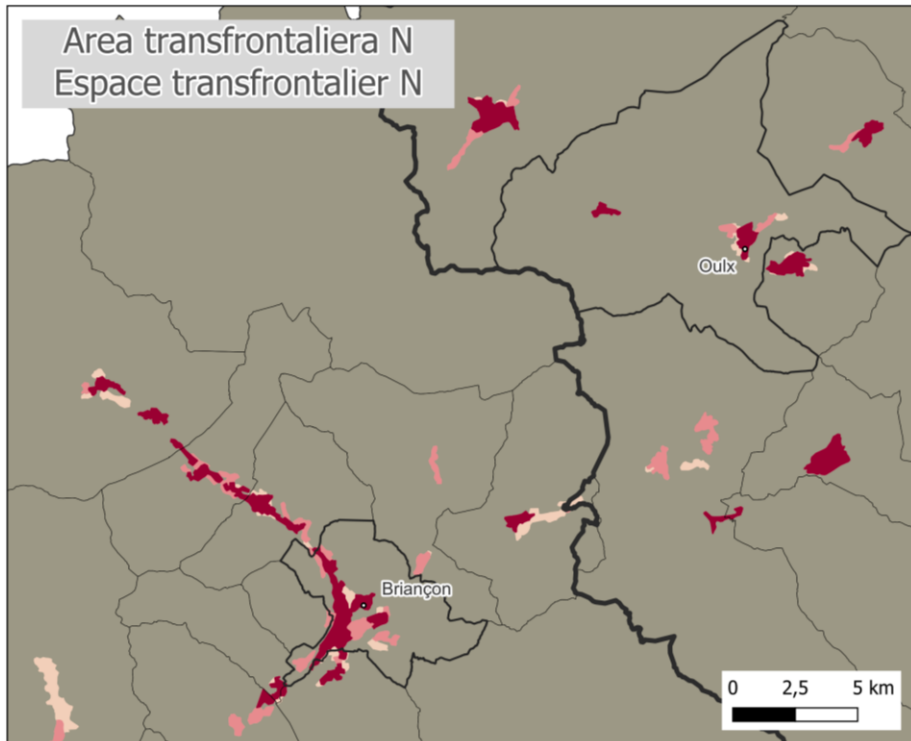 Area transfrontaliera N
Espace transfrontalier N
Oulx
Briançon
0 2,5 5 km